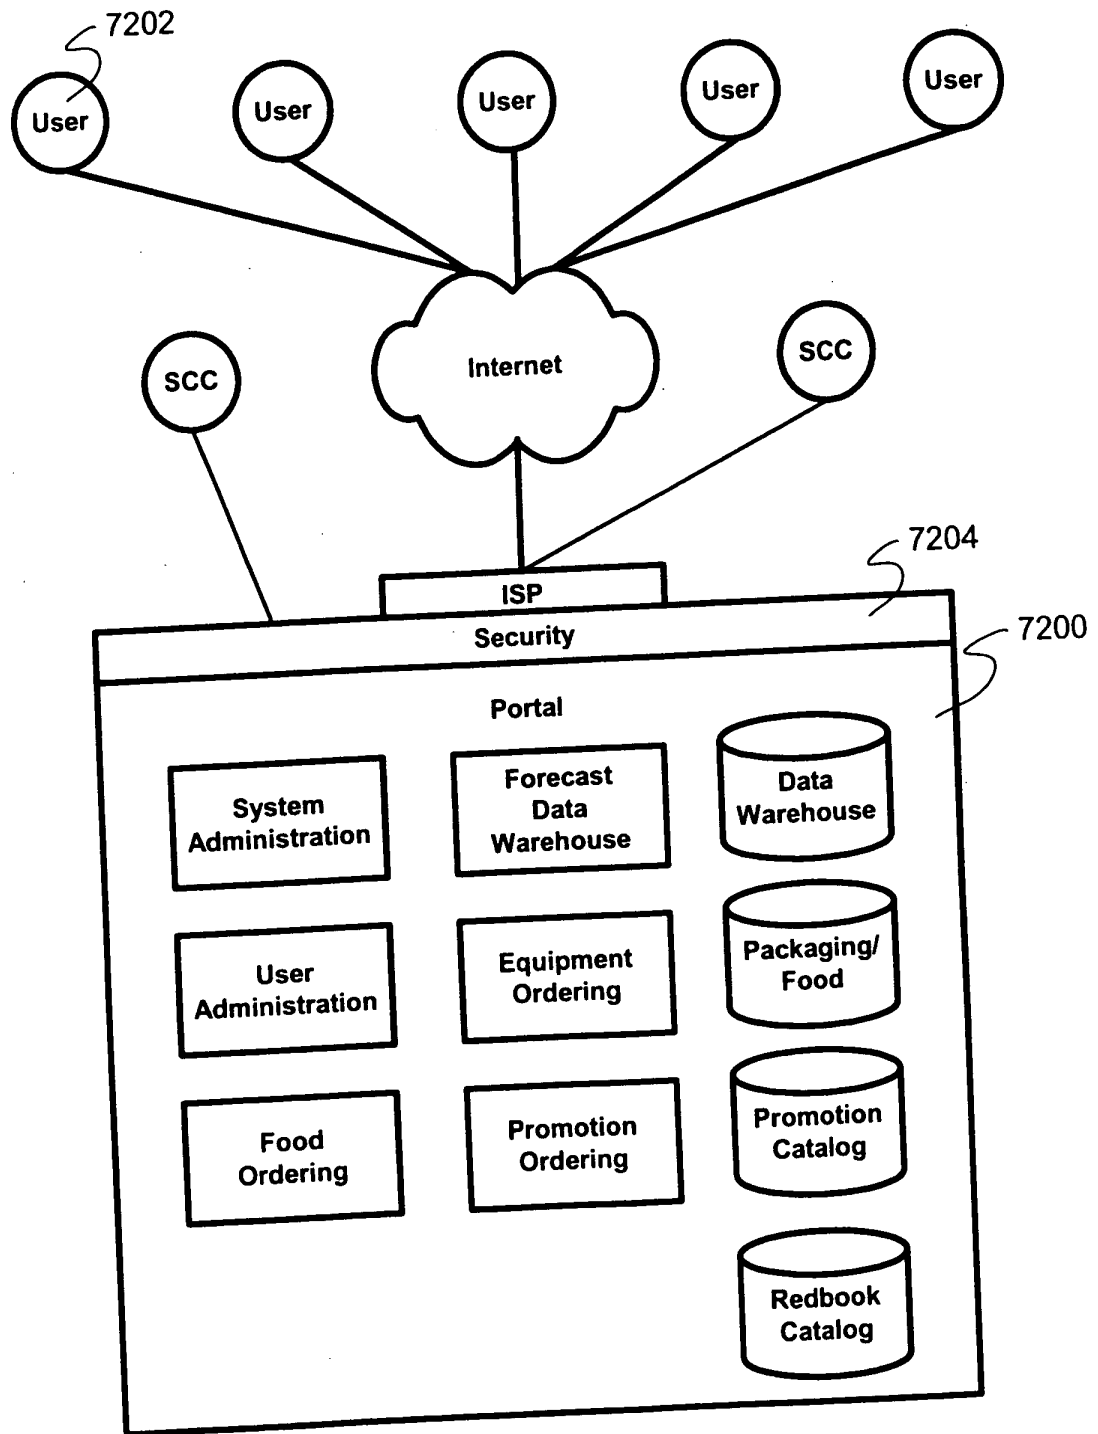 7202
User
User
User
User
User
Internet
SCC
SCC
7204
ISP
Security
7200
Portal
System
Administration
Forecast
Data
Warehouse
Data
Warehouse
User
Administration
Equipment
Ordering
Packaging/
Food
Food
Ordering
Promotion
Ordering
Promotion
Catalog
Redbook
Catalog